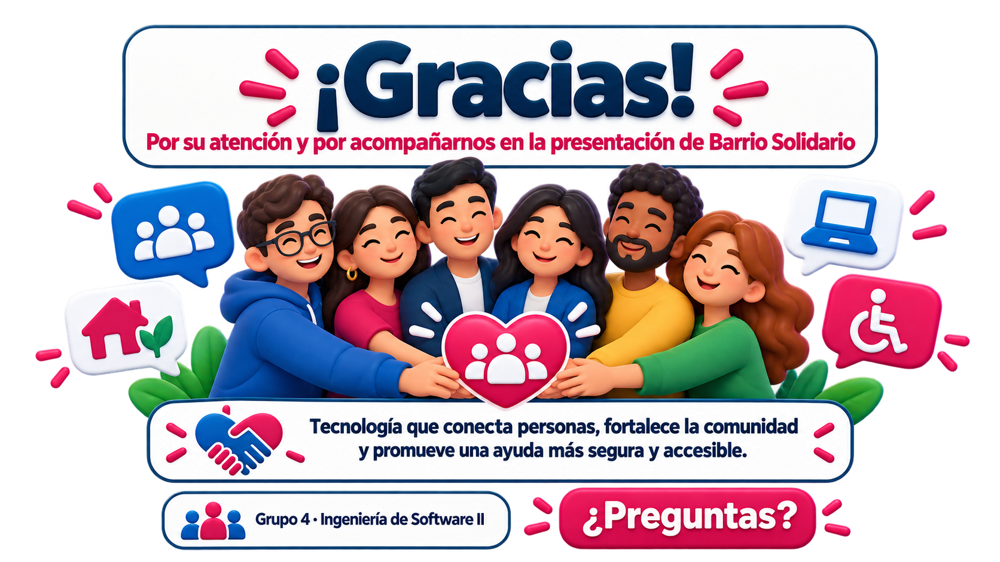 ¡Gracias!
Por su atención y por acompañarnos en la presentación de Barrio Solidario
Tecnología que conecta personas, fortalece la comunidad
y promueve una ayuda más segura y accesible.
Grupo 4 · Ingeniería de Software II
¿Preguntas?